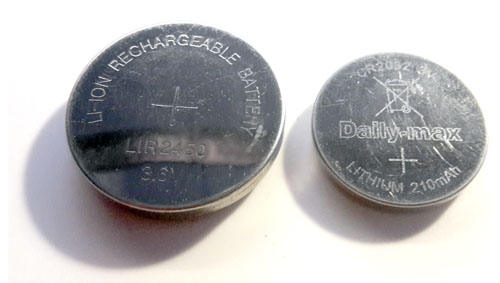 LI-ION RECHARGEABLE BATTERY
+
LIR2450
3.6V
CR2032 3V
Daily-max
+
LITHIUM 210mAh